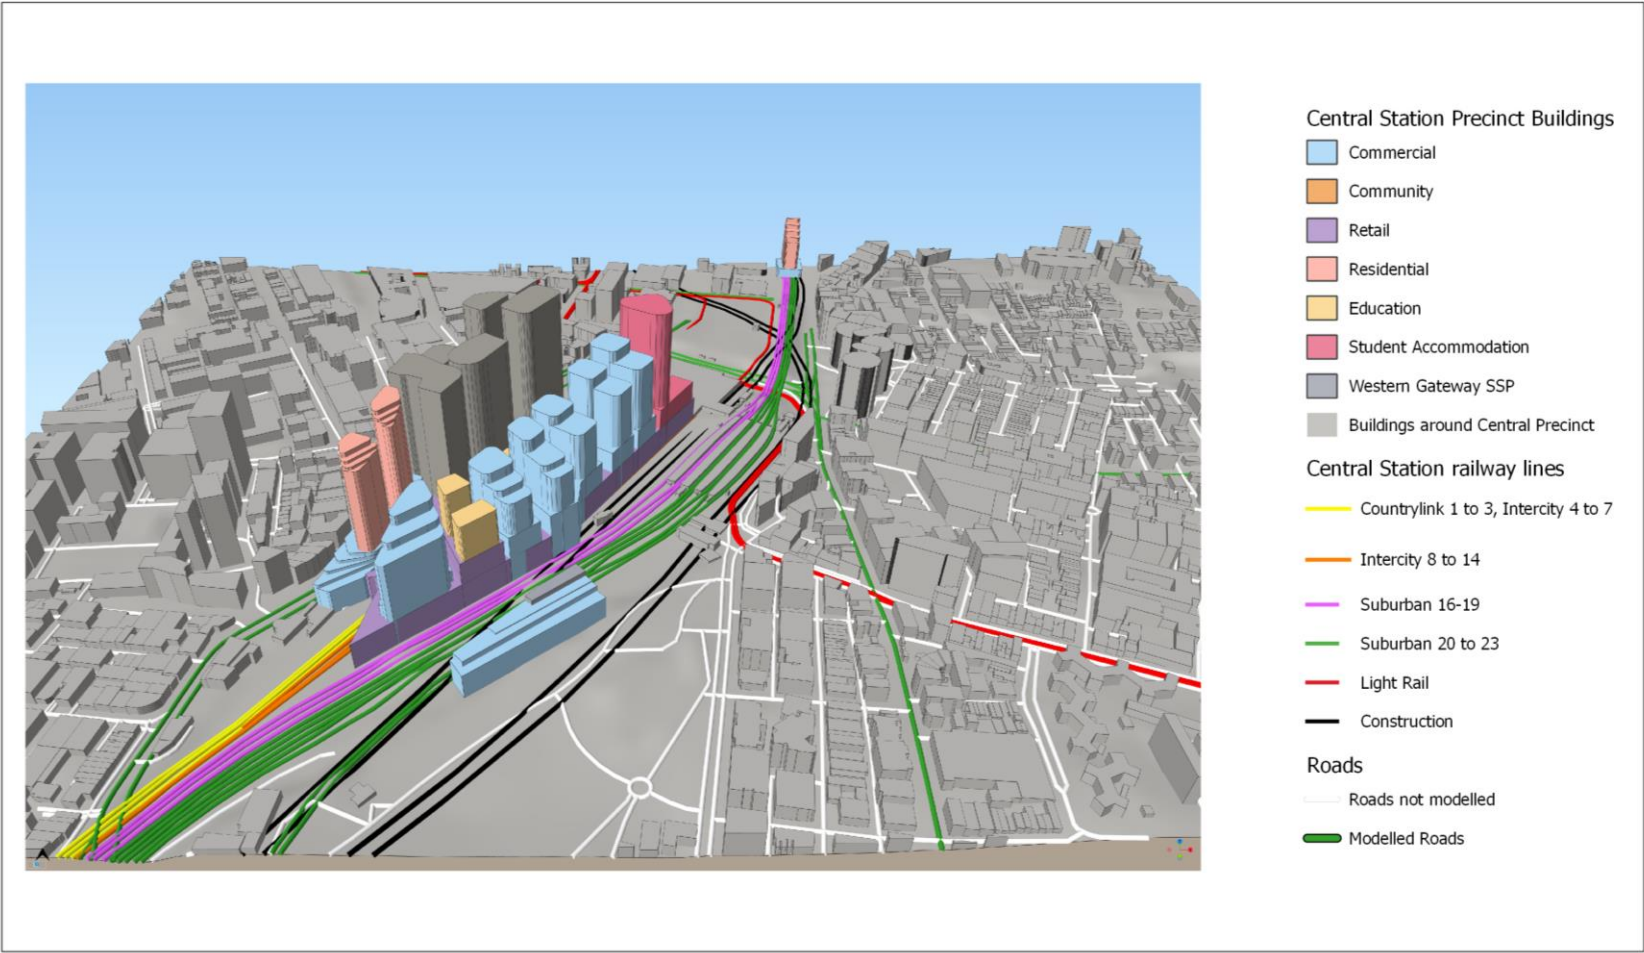 Central Station Precinct Buildings
Commercial
Community
Retail
Residential
Education
Student Accommodation
Western Gateway SSP
Buildings around Central Precinct
Central Station railway lines
Countrylink 1 to 3, Intercity 4 to 7
Intercity 8 to 14
Suburban 16-19
Suburban 20 to 23
Light Rail
Construction
Roads
Roads not modelled
Modelled Roads